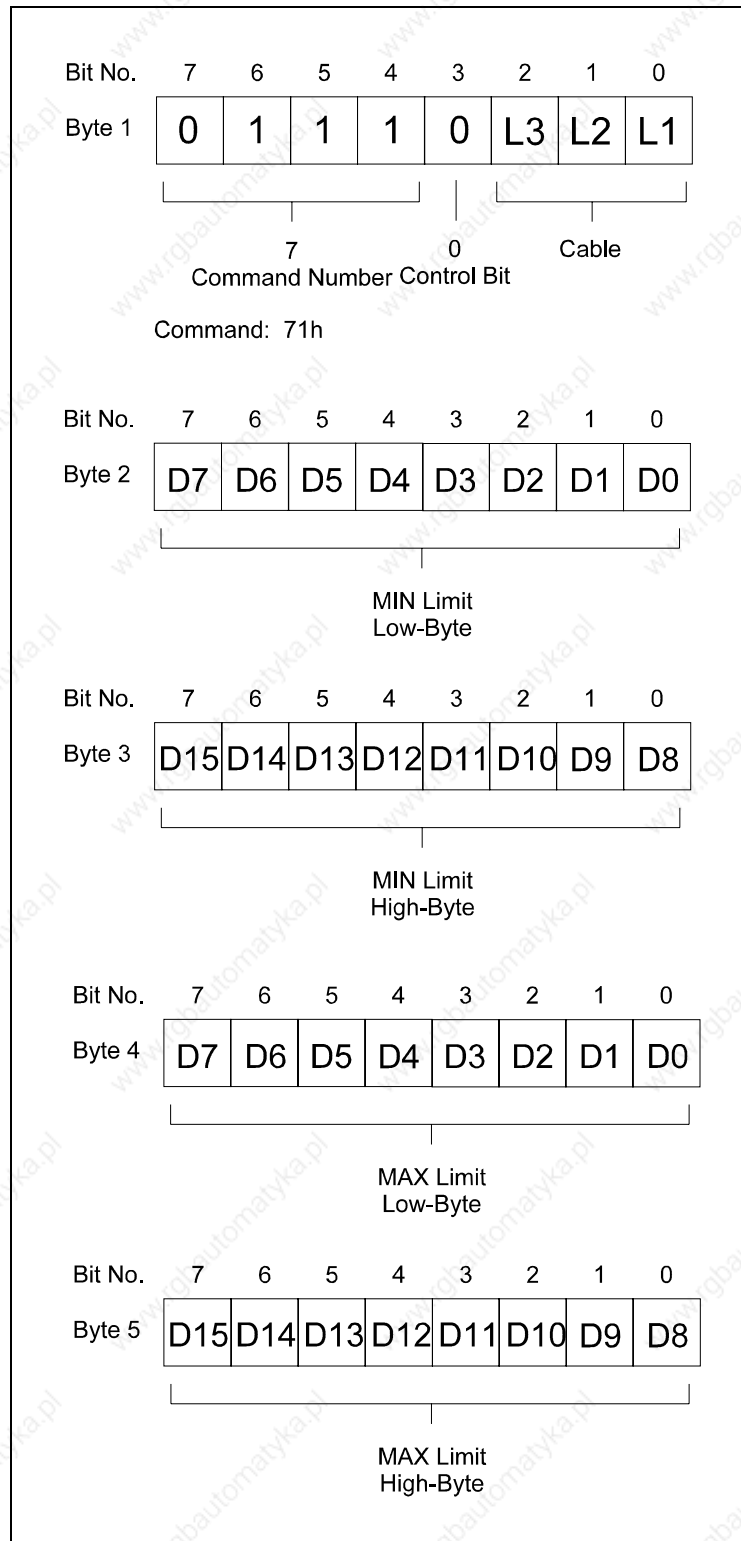 Bit No. 7 6 5 4 3 2 1 0
Byte 1 0 1 1 1 0 L3 L2 L1
7 0 Cable
Command Number Control Bit
Command: 71h
Bit No. 7 6 5 4 3 2 1 0
Byte 2 D7 D6 D5 D4 D3 D2 D1 D0
MIN Limit
Low-Byte
Bit No. 7 6 5 4 3 2 1 0
Byte 3 D15 D14 D13 D12 D11 D10 D9 D8
MIN Limit
High-Byte
Bit No. 7 6 5 4 3 2 1 0
Byte 4 D7 D6 D5 D4 D3 D2 D1 D0
MAX Limit
Low-Byte
Bit No. 7 6 5 4 3 2 1 0
Byte 5 D15 D14 D13 D12 D11 D10 D9 D8
MAX Limit
High-Byte
www.rgbautomatyka.pl